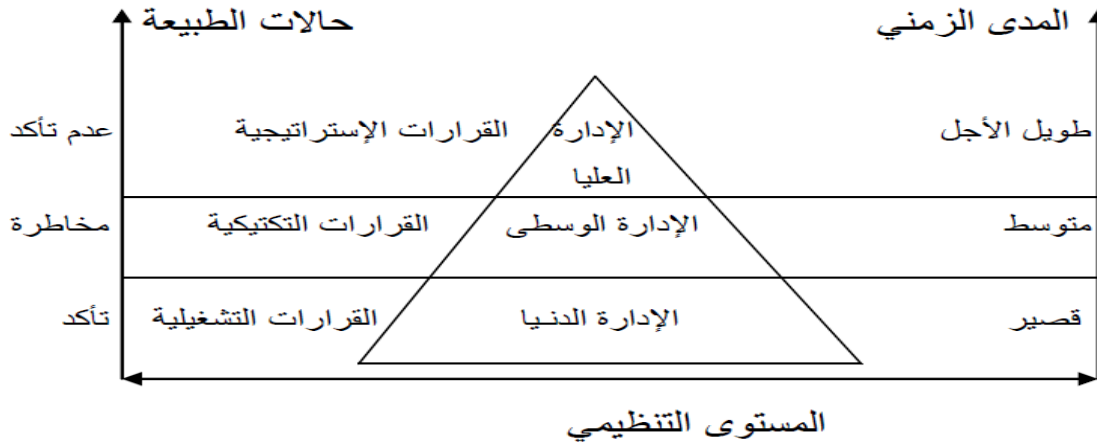 المدى الزمني
حالات الطبيعة
طويل الأجل
الإدارة
القرارات الإستراتيجية
عدم تأكد
العليا
متوسط
الإدارة الوسطى
القرارات التكتيكية
مخاطرة
قصير
الإدارة الدنيا
القرارات التشغيلية
تأكد
المستوى التنظيمي